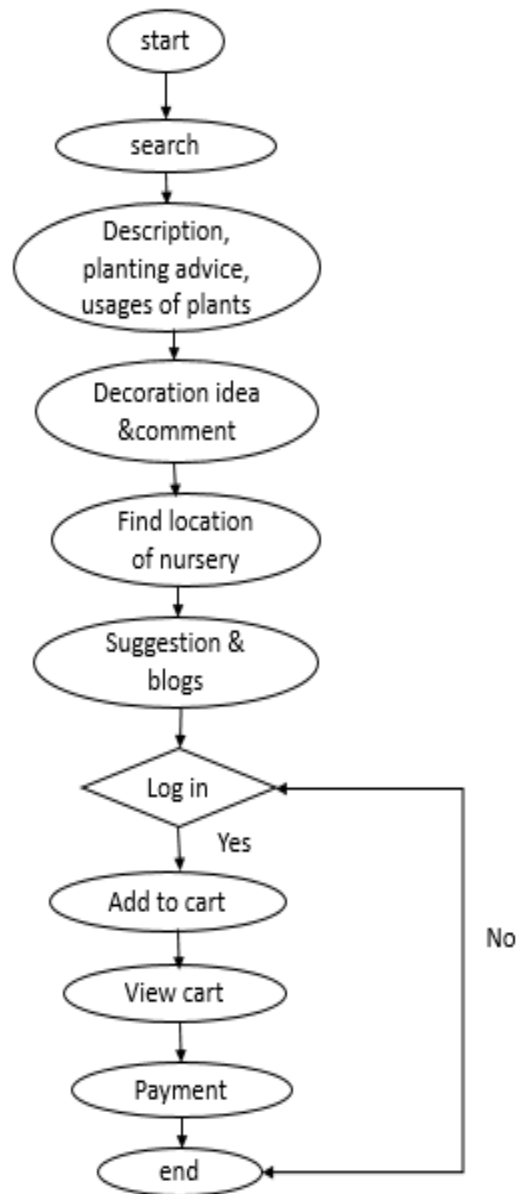 start
search
Description,
planting advice,
usages of plants
Decoration idea
&comment
Find location
of nursery
Suggestion &
blogs
Log in
Yes
Add to cart
No
View cart
Payment
end